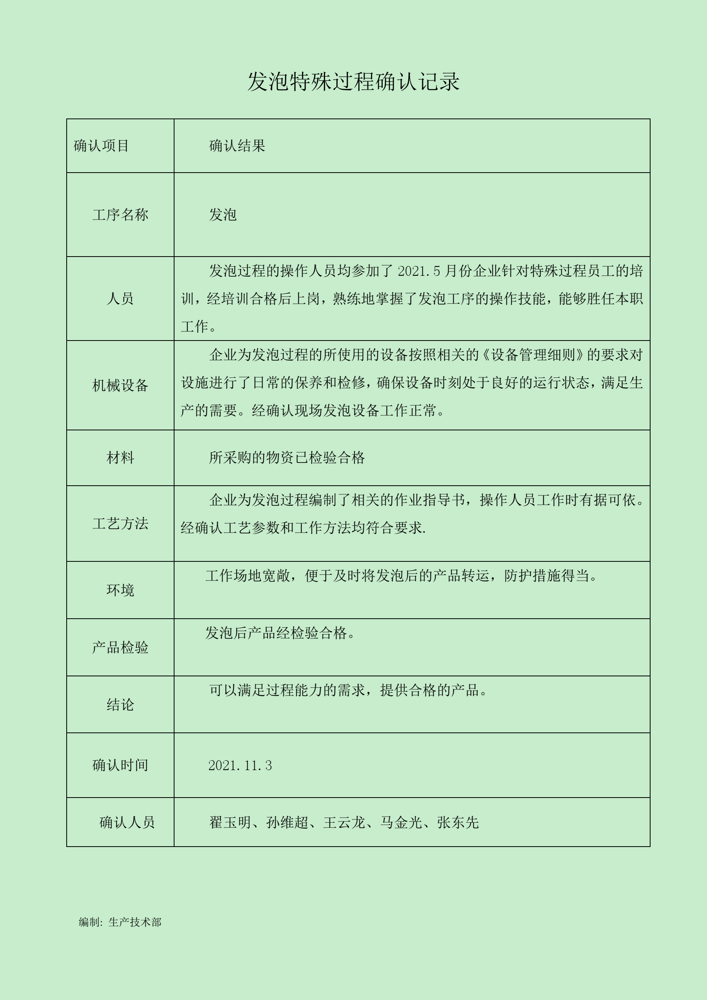 发泡特殊过程确认记录
确认项目
确认结果
工序名称
发泡
人员
发泡过程的操作人员均参加了 2021.5 月份企业针对特殊过程员工的培
训，经培训合格后上岗，熟练地掌握了发泡工序的操作技能，能够胜任本职
工作。
机械设备
企业为发泡过程的所使用的设备按照相关的《设备管理细则》的要求对
设施进行了日常的保养和检修，确保设备时刻处于良好的运行状态，满足生
产的需要。经确认现场发泡设备工作正常。
材料
所采购的物资已检验合格
工艺方法
企业为发泡过程编制了相关的作业指导书，操作人员工作时有据可依。
经确认工艺参数和工作方法均符合要求.
环境
工作场地宽敞，便于及时将发泡后的产品转运，防护措施得当。
产品检验
发泡后产品经检验合格。
结论
可以满足过程能力的需求，提供合格的产品。
确认时间
2021.11.3
确认人员
翟玉明、孙维超、王云龙、马金光、张东先
编制：生产技术部